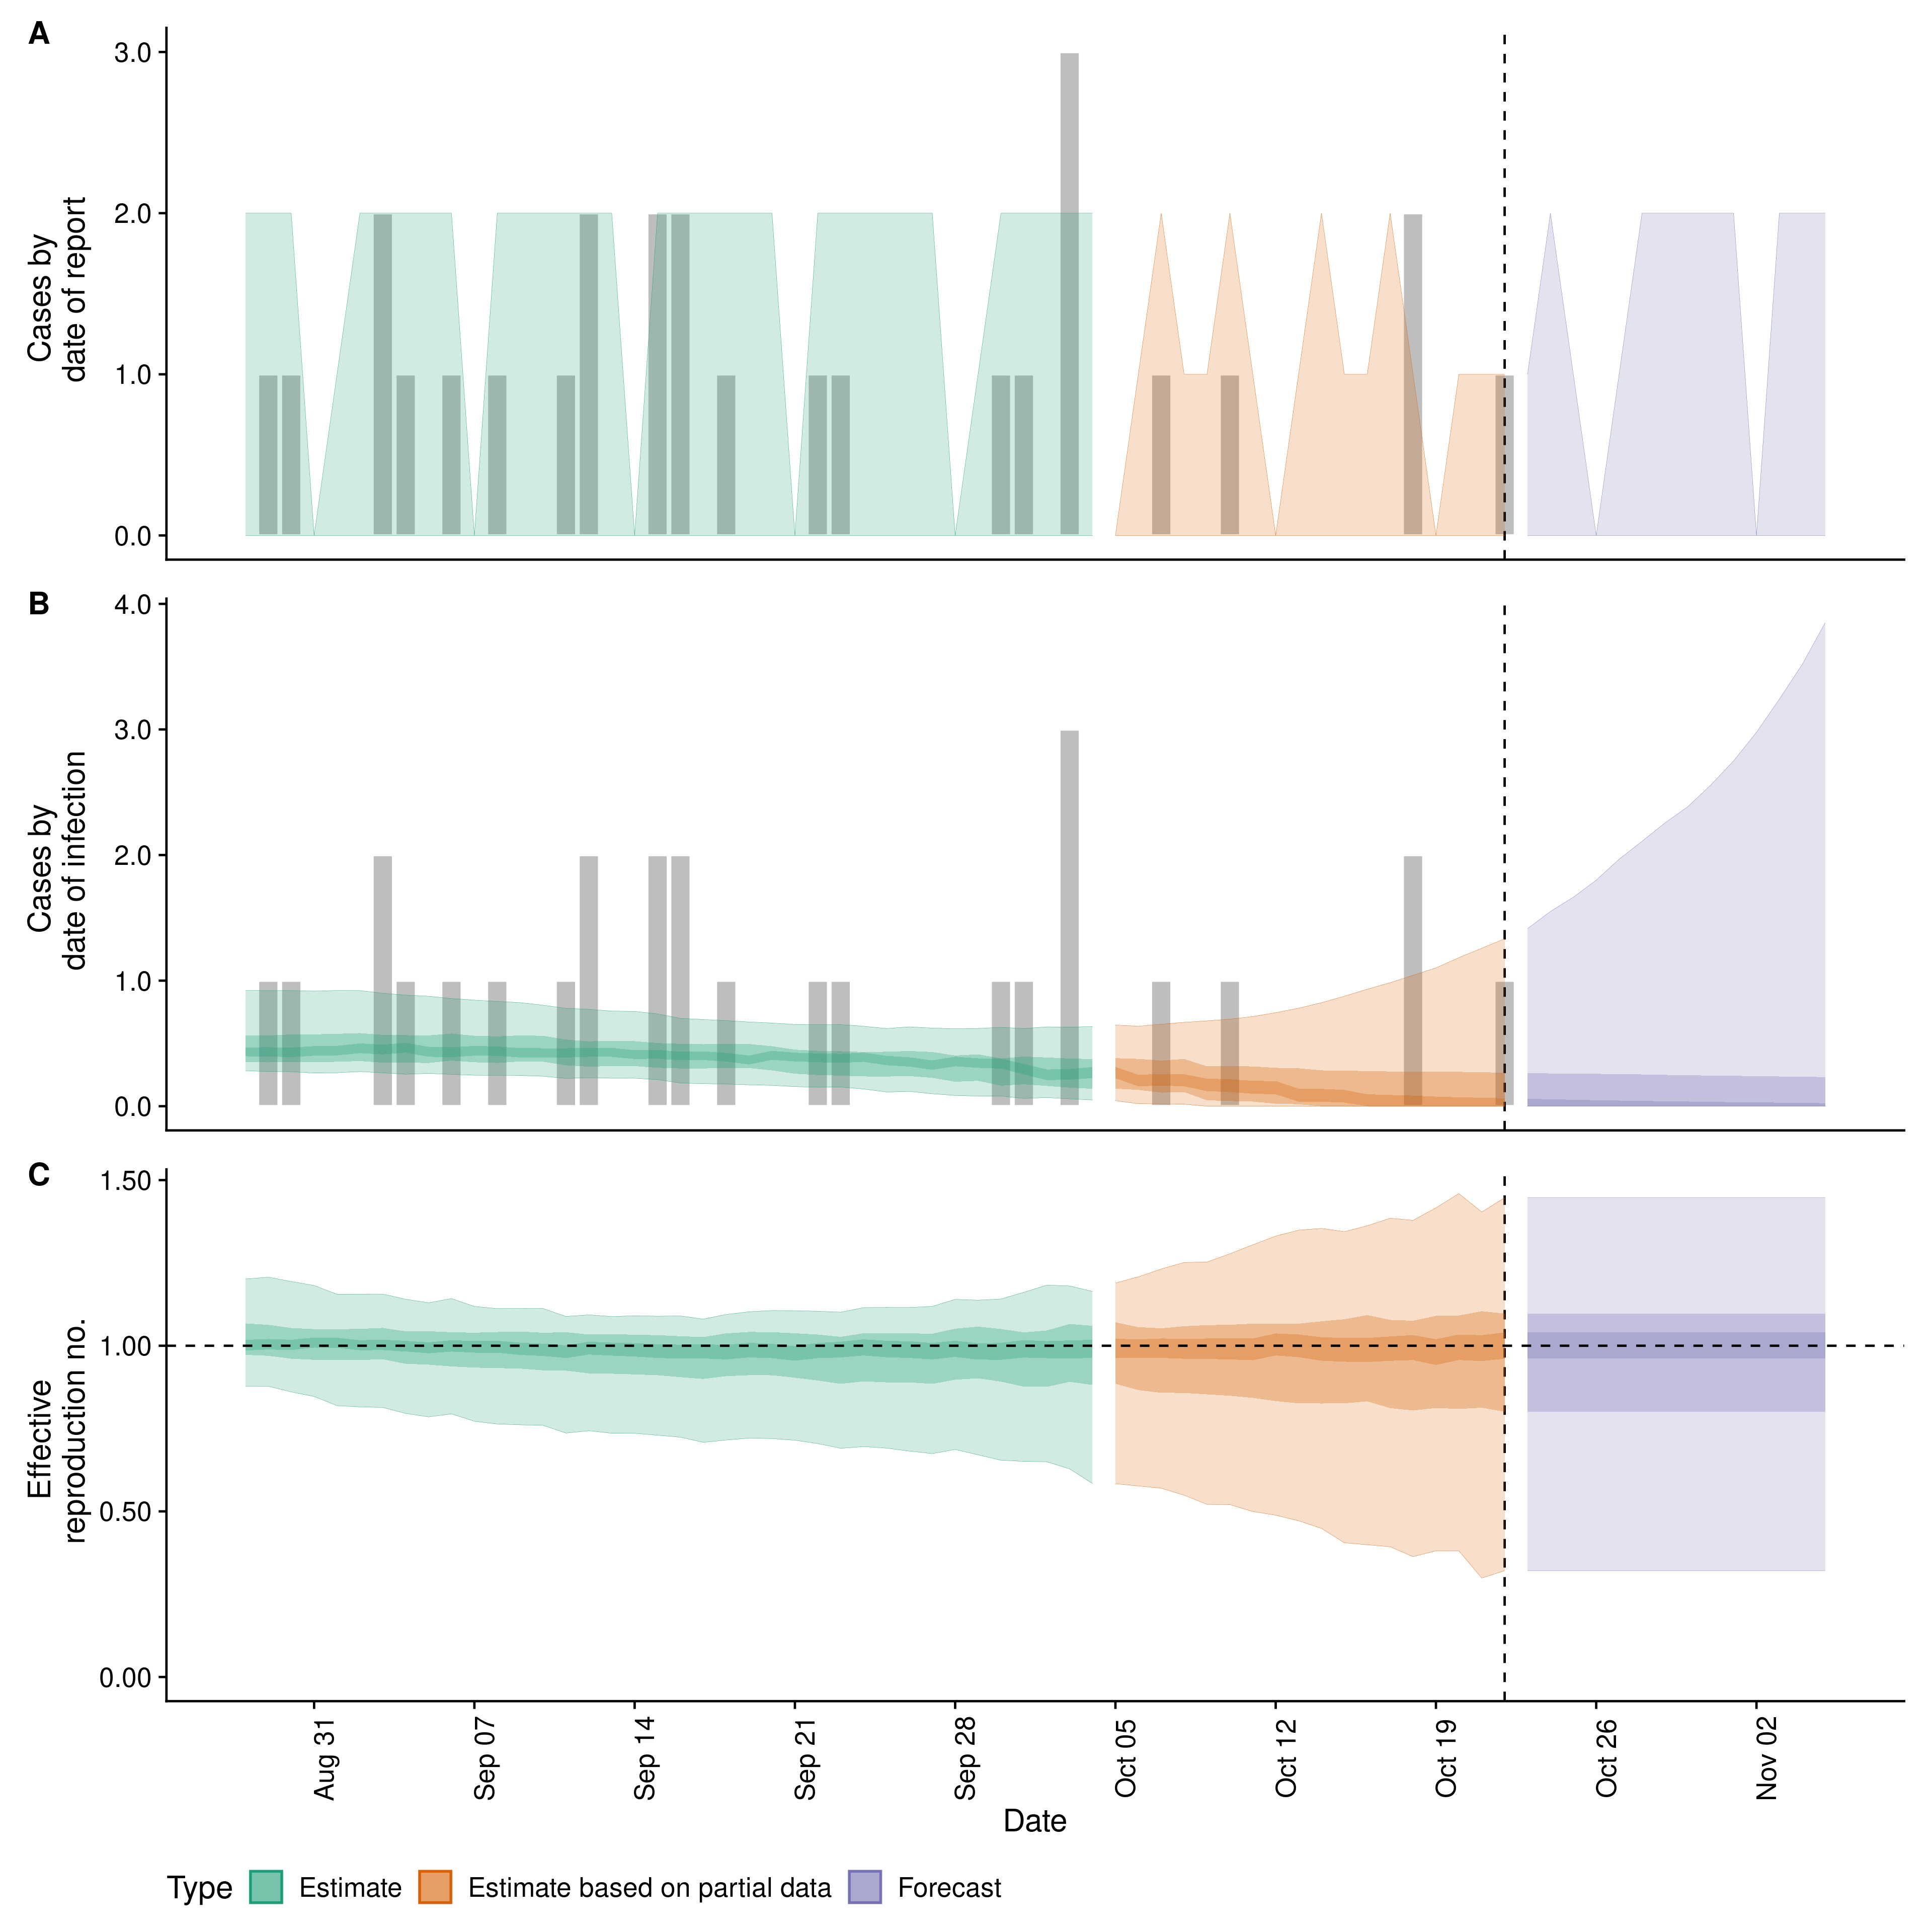 A
3.0
2.0
1.0
0.0
Cases by
date of report
B
4.0
3.0
2.0
1.0
0.0
Cases by
date of infection
C
1.50
1.00
0.50
0.00
Effective
reproduction no.
Aug 31
Sep 07
Sep 14
Sep 21
Sep 28
Oct 05
Oct 12
Oct 19
Oct 26
Nov 02
Date
Type Estimate Estimate based on partial data Forecast